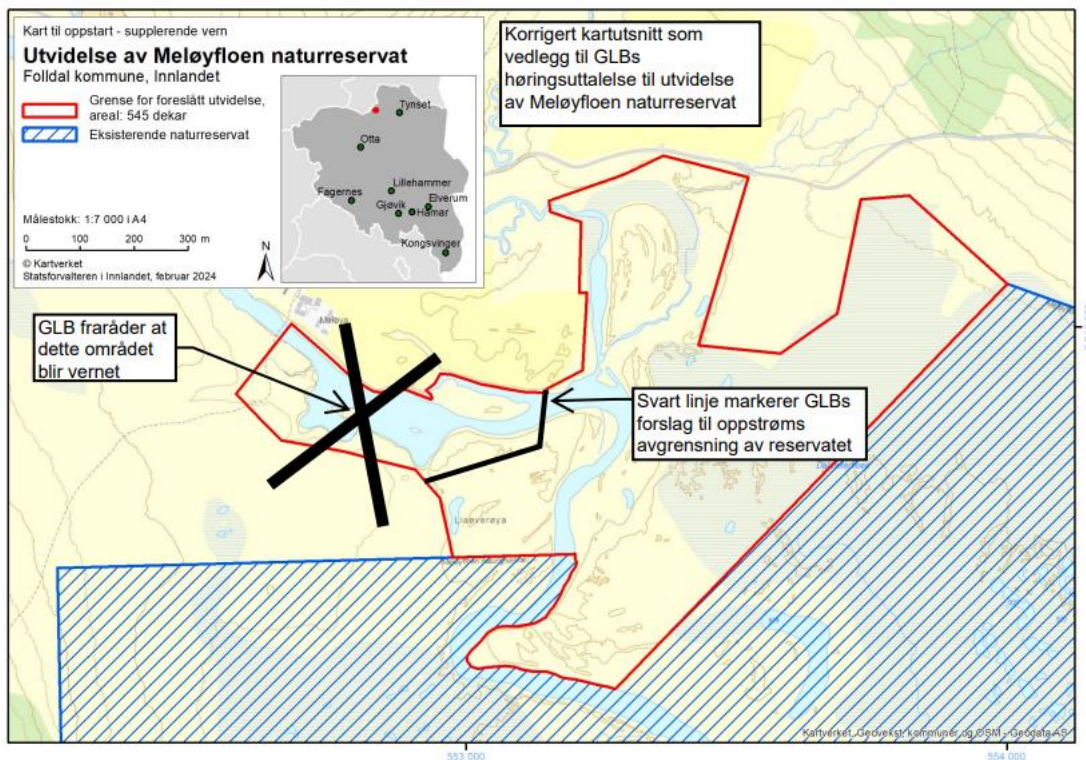 Kart til oppstart - supplerende vern
Utvidelse av Meløyfloen naturreservat
Folldal kommune, Innlandet
Grense for foreslått utvidelse,
areal: 545 dekar
Eksisterende naturreservat
Målestokk: 1:7 000 i A4
0 100 200 300 m
N
© Kartverket
Statsforvalteren i Innlandet, februar 2024
Tynset
Otta
Lillehammer
Fagernes
Elverum
Gjøvik
Hamar
Kongsvinger
Korrigert kartutsnitt som
vedlegg til GLBs
høringsuttalelse til utvidelse
av Meløyfloen naturreservat
GLB fraråder at
dette området
blir vernet
Meløya
Svart linje markerer GLBs
forslag til oppstrøms
avgrensning av reservatet
Liaøverøya
Kartverket, Geovekst, kommuner og OSM - Geodata AS
553 000
554 000